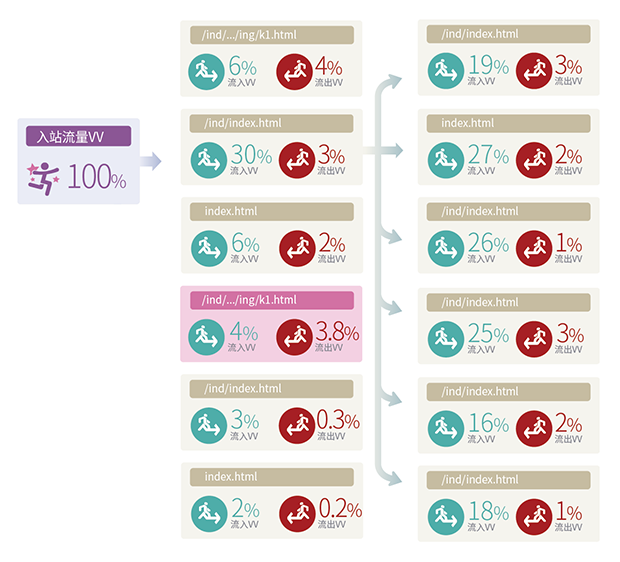 入站流量VV
100%
/ind/.../ing/k1.html
6%
流入VV
4%
流出VV
/ind/index.html
30%
流入VV
3%
流出VV
index.html
6%
流入VV
2%
流出VV
/ind/.../ing/k1.html
4%
流入VV
3.8%
流出VV
/ind/index.html
3%
流入VV
0.3%
流出VV
index.html
2%
流入VV
0.2%
流出VV
/ind/index.html
19%
流入VV
3%
流出VV
index.html
27%
流入VV
2%
流出VV
/ind/index.html
26%
流入VV
1%
流出VV
/ind/index.html
25%
流入VV
3%
流出VV
/ind/index.html
16%
流入VV
2%
流出VV
/ind/index.html
18%
流入VV
1%
流出VV